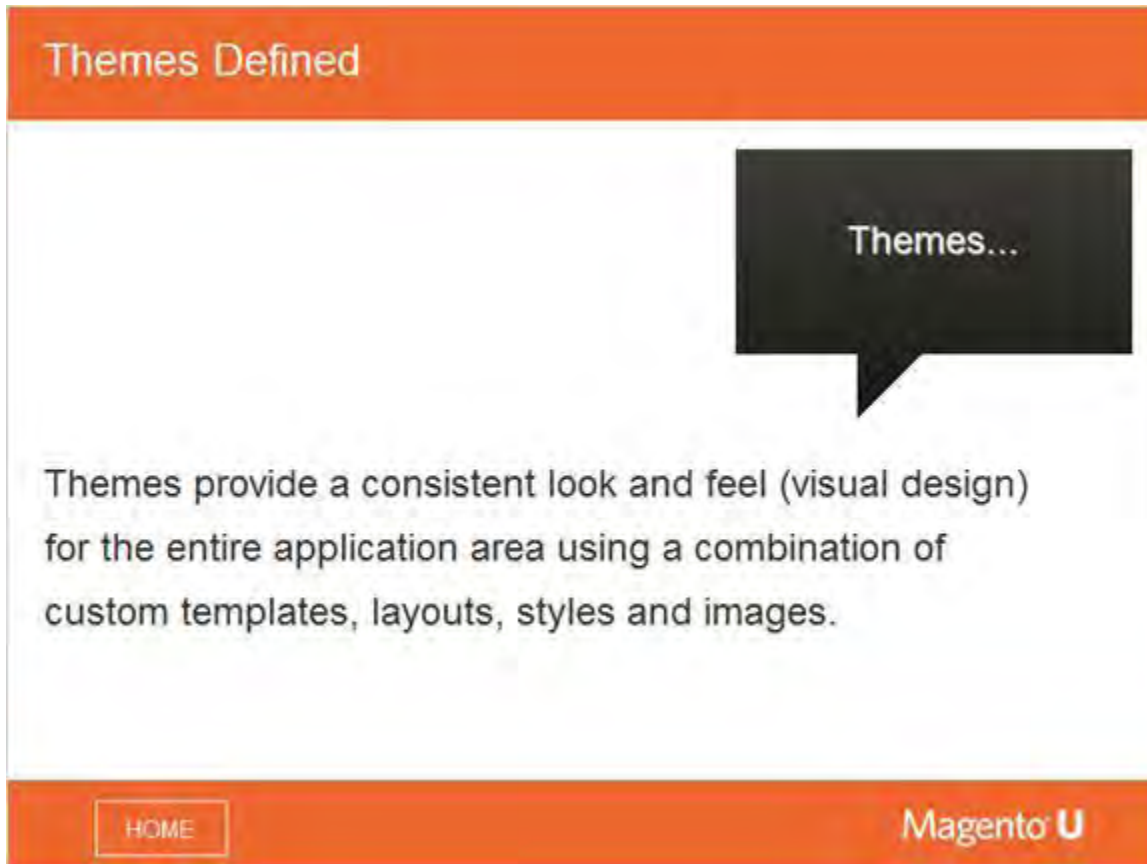 Themes Defined
Themes...
Themes provide a consistent look and feel (visual design)
for the entire application area using a combination of
custom templates, layouts, styles and images.
HOME
Magento U